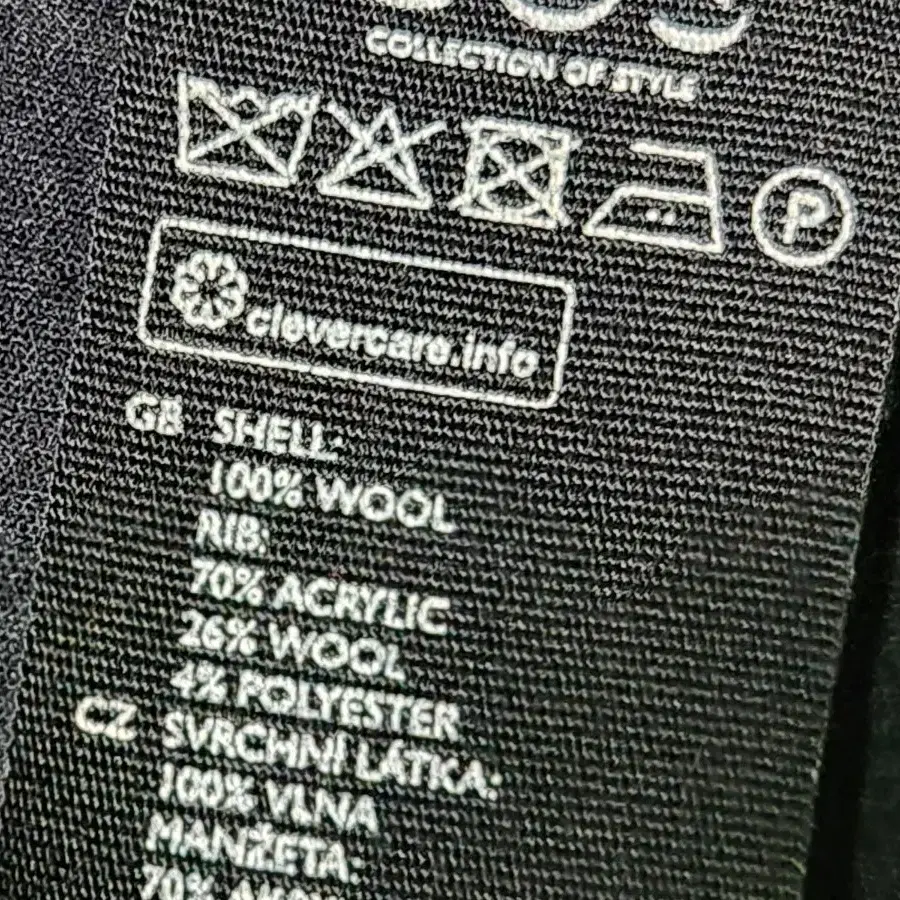 COLLECTION OF STYLE
P
clevercare.info
GB SHELL:
100% WOOL
RIB:
70% ACRYLIC
26% WOOL
4% POLYESTER
CZ SVRCHNÍ LÁTKA:
100% VLNA
MANŽETA:
70%